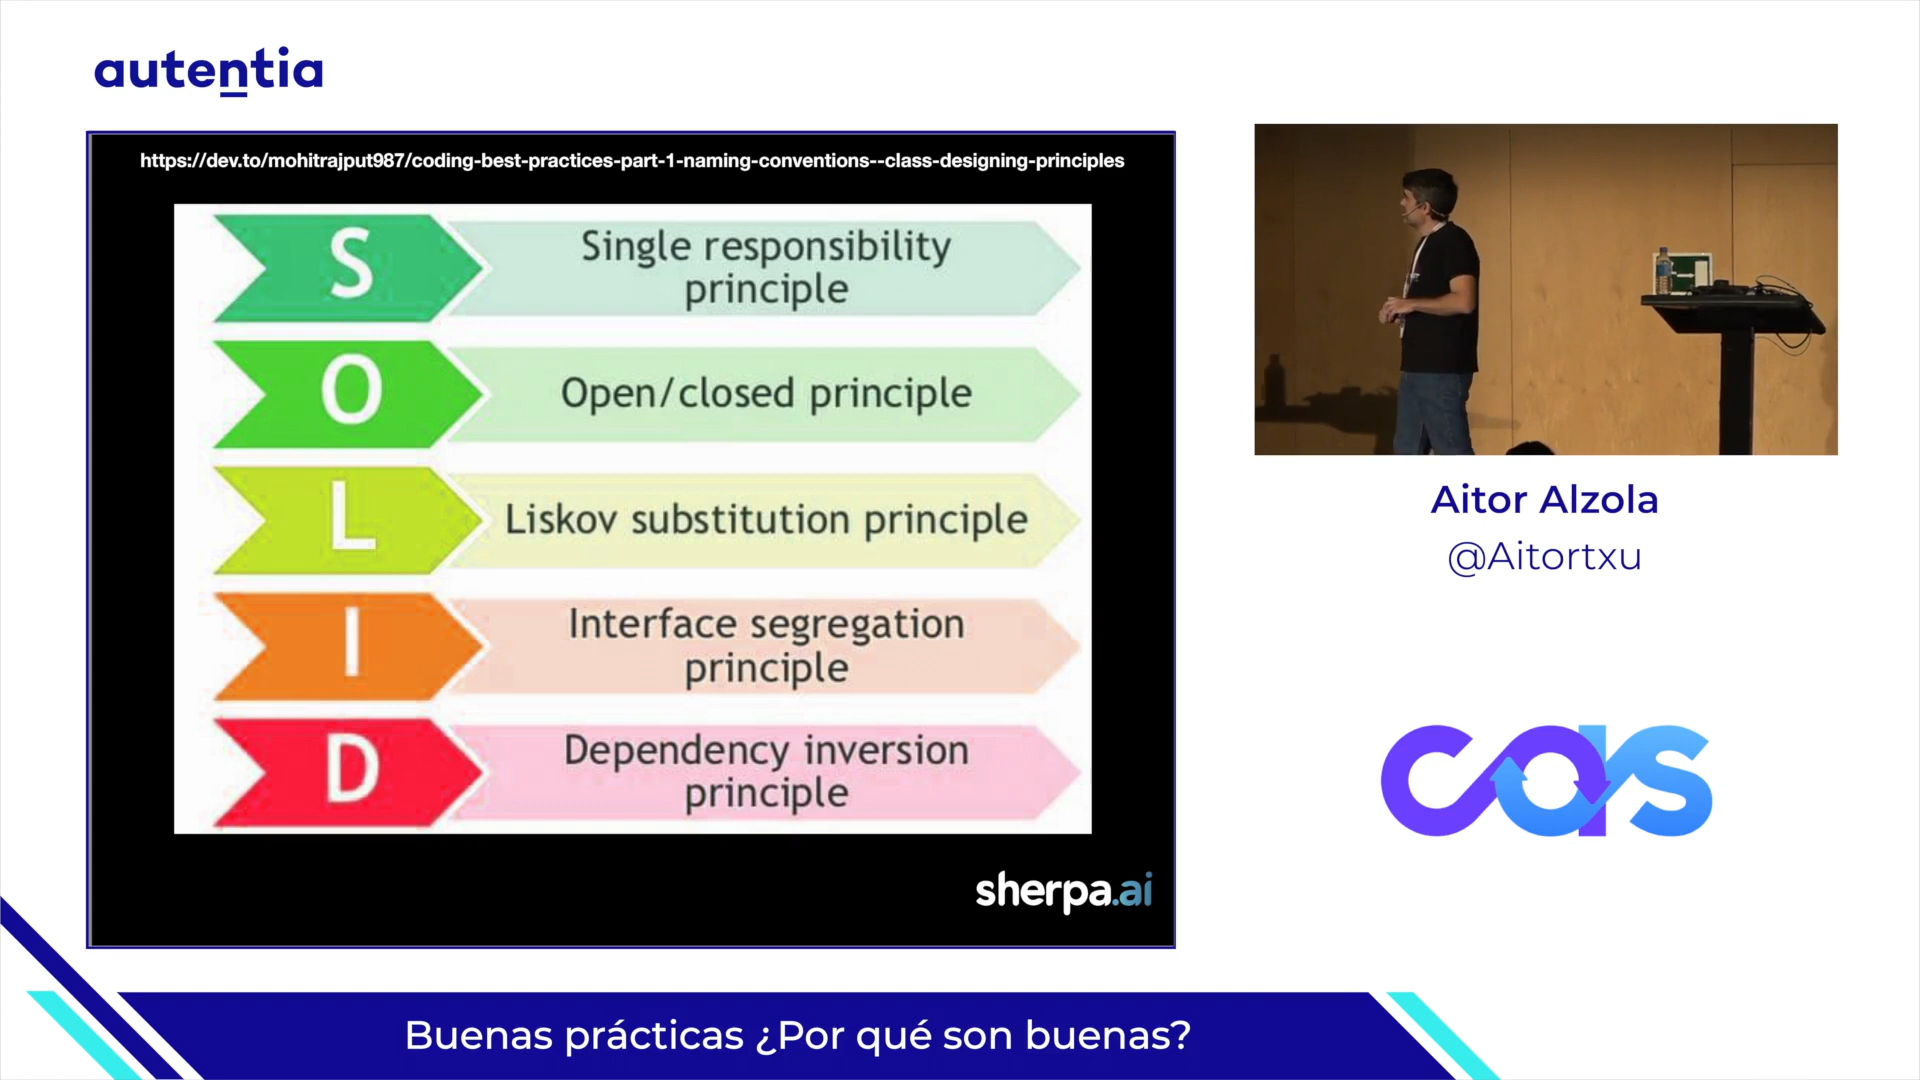 autentia
https://dev.to/mohitrajput987/coding-best-practices-part-1-naming-conventions--class-designing-principles
S
Single responsibility
principle
O
Open/closed principle
L
Liskov substitution principle
I
Interface segregation
principle
D
Dependency inversion
principle
sherpa.ai
Aitor Alzola
@Aitortxu
cas
Buenas prácticas ¿Por qué son buenas?